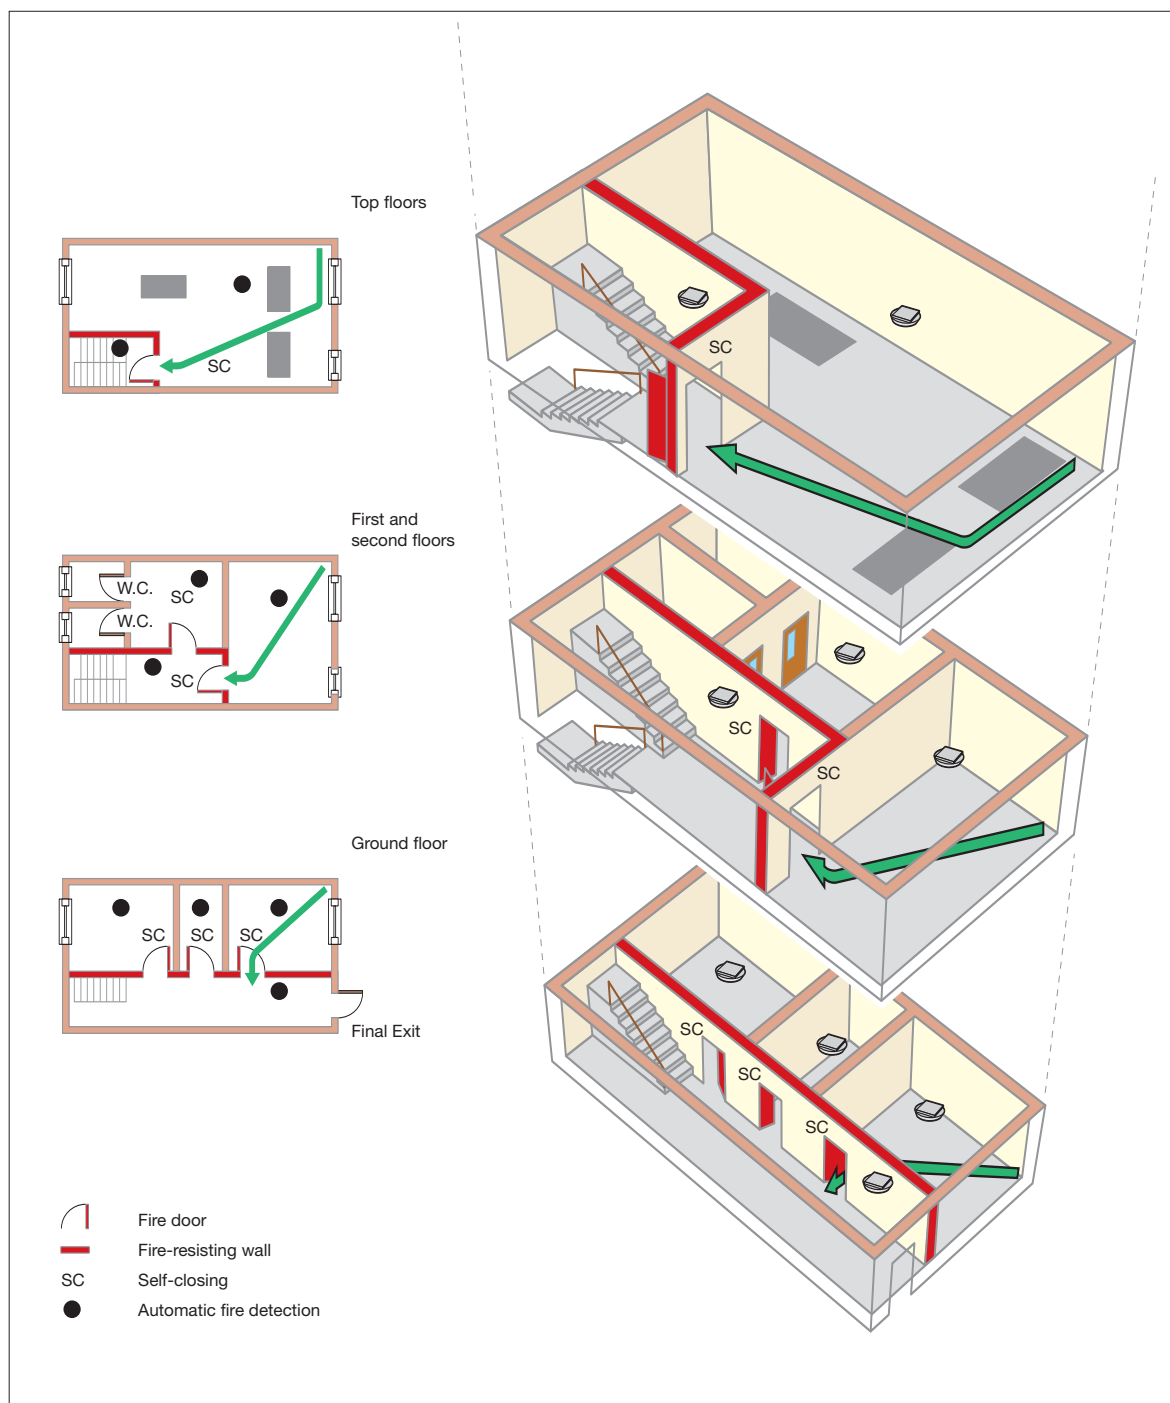 Top floors
SC
SC
First and
second floors
W.C.
SC
W.C.
SC
SC
SC
Ground floor
SC
SC
SC
Final Exit
SC
SC
SC
Fire door
Fire-resisting wall
SC
Self-closing
Automatic fire detection